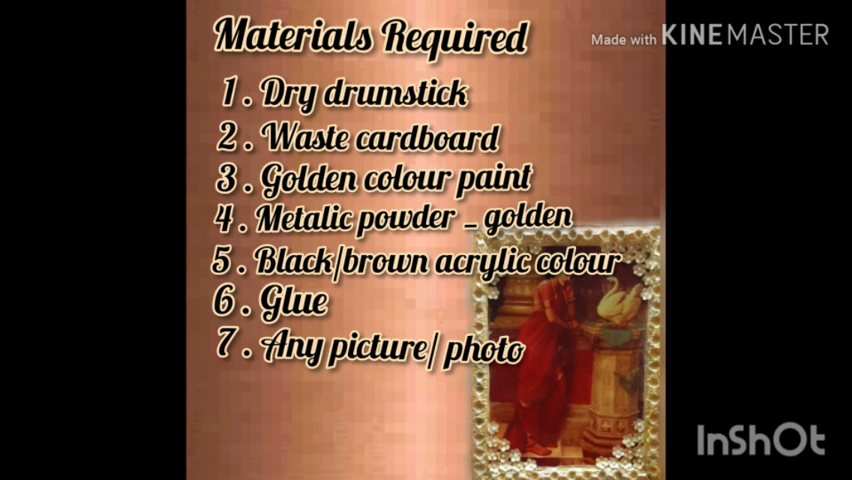 Materials Required
Made with KINEMASTER
1 . Dry drumstick
2 . Waste cardboard
3 . Golden colour paint
4 . Metalic powder _ golden
5 . Black/brown acrylic colour
6 . Glue
7 . Any picture/ photo
InShOt